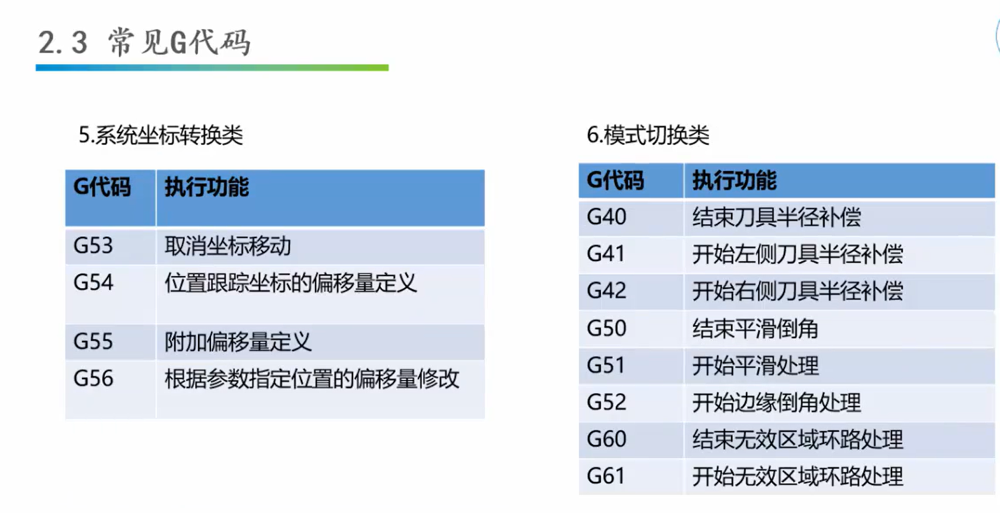 2.3 常见G代码
5.系统坐标转换类
G代码 执行功能
G53 取消坐标移动
G54 位置跟踪坐标的偏移量定义
G55 附加偏移量定义
G56 根据参数指定位置的偏移量修改
6.模式切换类
G代码 执行功能
G40 结束刀具半径补偿
G41 开始左侧刀具半径补偿
G42 开始右侧刀具半径补偿
G50 结束平滑倒角
G51 开始平滑处理
G52 开始边缘倒角处理
G60 结束无效区域环路处理
G61 开始无效区域环路处理